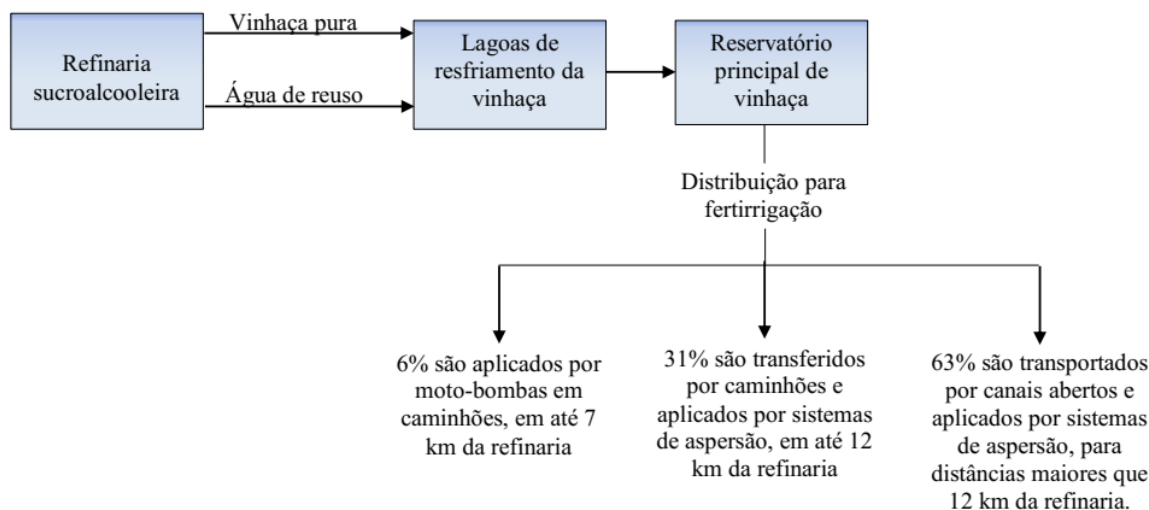 Refinaria
sucroalcooleira
Vinhaça pura
Água de reuso
Lagoas de
resfriamento da
vinhaça
Reservatório
principal de
vinhaça
Distribuição para
fertirrigação
6% são aplicados por
moto-bombas em
caminhões, em até 7
km da refinaria
31% são transferidos
por caminhões e
aplicados por sistemas
de aspersão, em até 12
km da refinaria
63% são transportados
por canais abertos e
aplicados por sistemas
de aspersão, para
distâncias maiores que
12 km da refinaria.